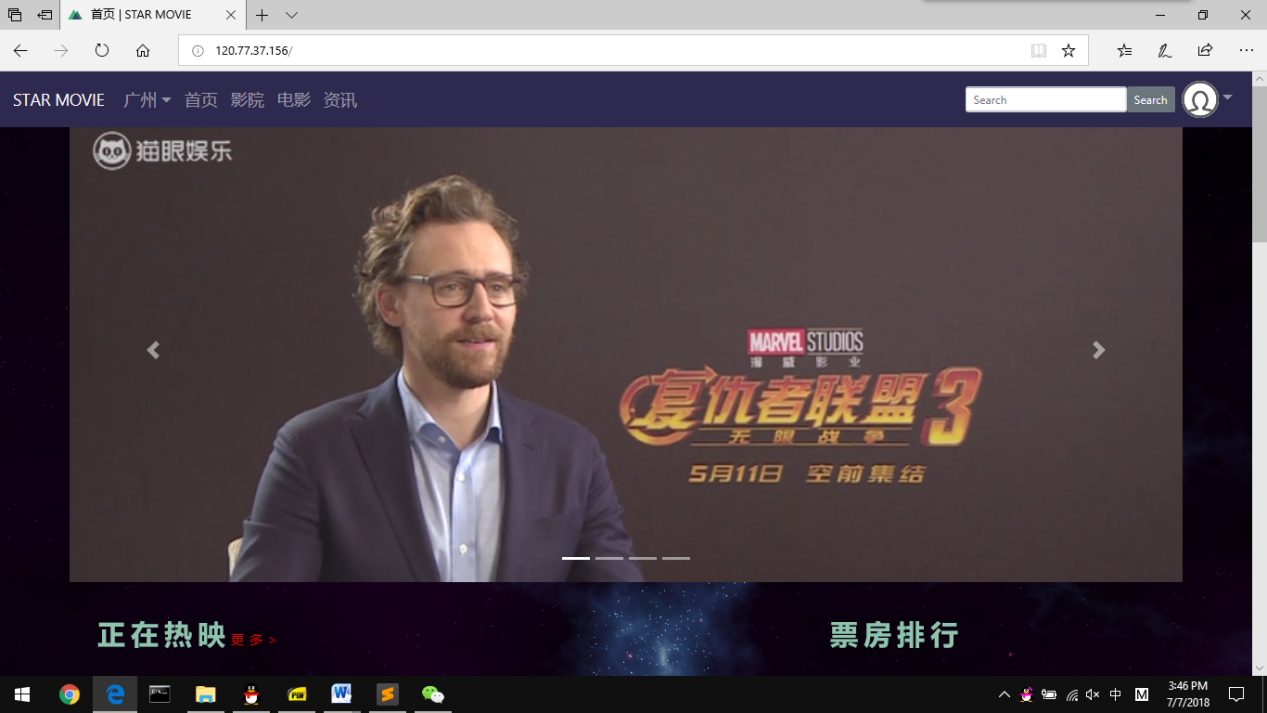 首页 | STAR MOVIE
120.77.37.156/
STAR MOVIE 广州 首页 影院 电影 资讯 Search Search
猫眼娱乐
MARVEL STUDIOS
漫威影业
复仇者联盟3
无限战争
5月11日 空前集结
正在热映 更多 >
票房排行
中 M
3:46 PM
7/7/2018